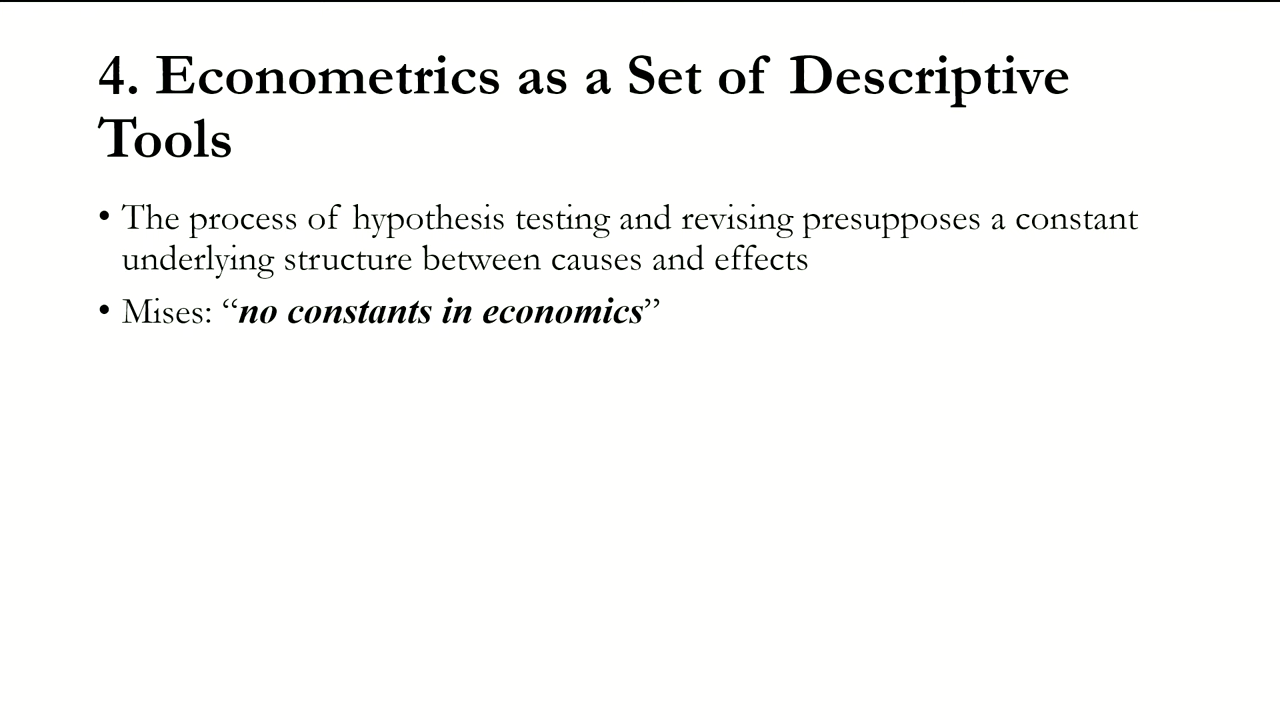 4. Econometrics as a Set of Descriptive
Tools
• The process of hypothesis testing and revising presupposes a constant
underlying structure between causes and effects
• Mises: “no constants in economics”